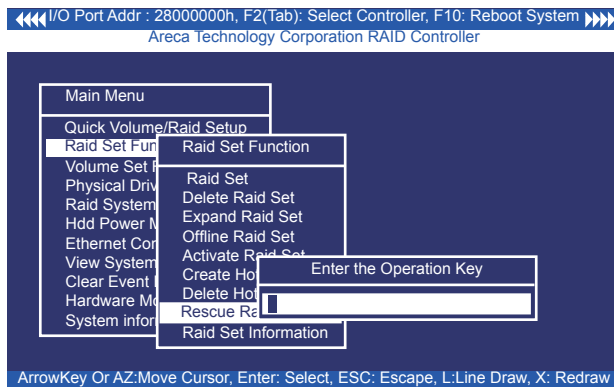 I/O Port Addr : 28000000h, F2(Tab): Select Controller, F10: Reboot System
Areca Technology Corporation RAID Controller
Main Menu
Quick Volume/Raid Setup
Raid Set Fun
Volume Set
Physical Driv
Raid System
Hdd Power M
Ethernet Con
View System
Clear Event
Hardware Mo
System infor
Raid Set Function
Raid Set
Delete Raid Set
Expand Raid Set
Offline Raid Set
Activate Raid Set
Create Ho
Delete Hot
Rescue Ra
Raid Set Information
Enter the Operation Key
ArrowKey Or AZ:Move Cursor, Enter: Select, ESC: Escape, L:Line Draw, X: Redraw